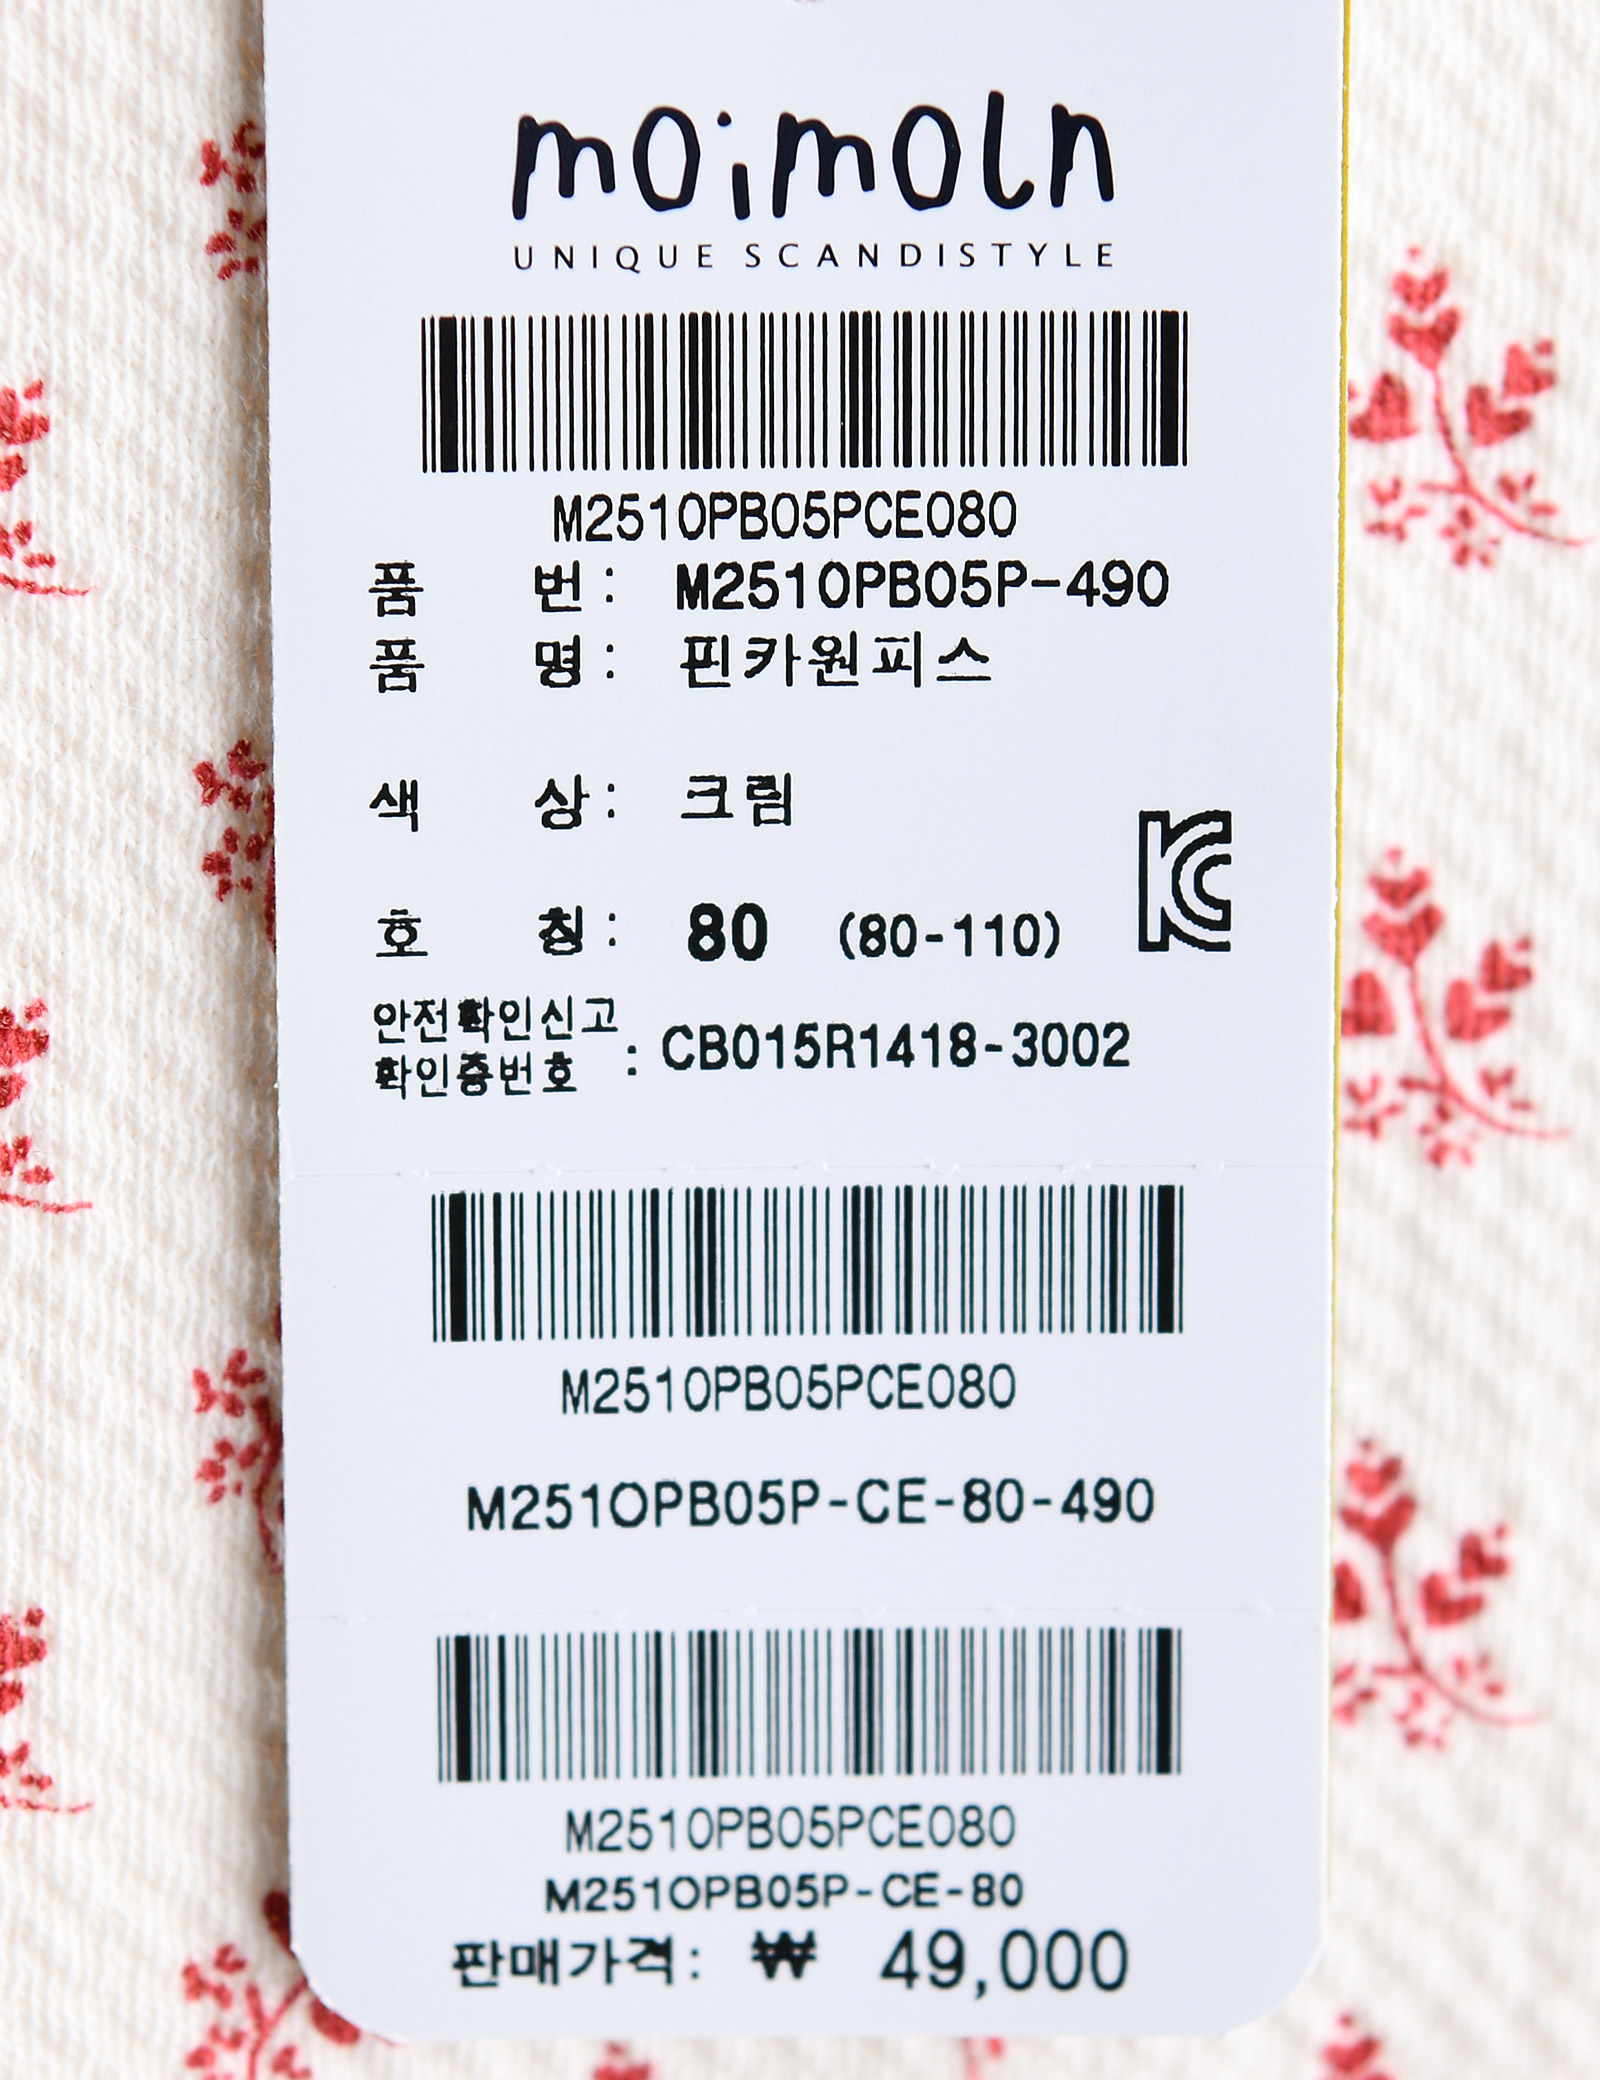 moimoln
UNIQUE SCANDISTYLE
M2510PB05PCE080
품 번 : M2510PB05P-490
품 명 : 핀카원피스
색 상 : 크림
호 칭 : 80 (80-110)
안전확인신고
확인증번호 : CB015R1418-3002
M2510PB05PCE080
M251OPB05P-CE-80-490
M2510PB05PCE080
M251OPB05P-CE-80
판매가격: ₩ 49,000